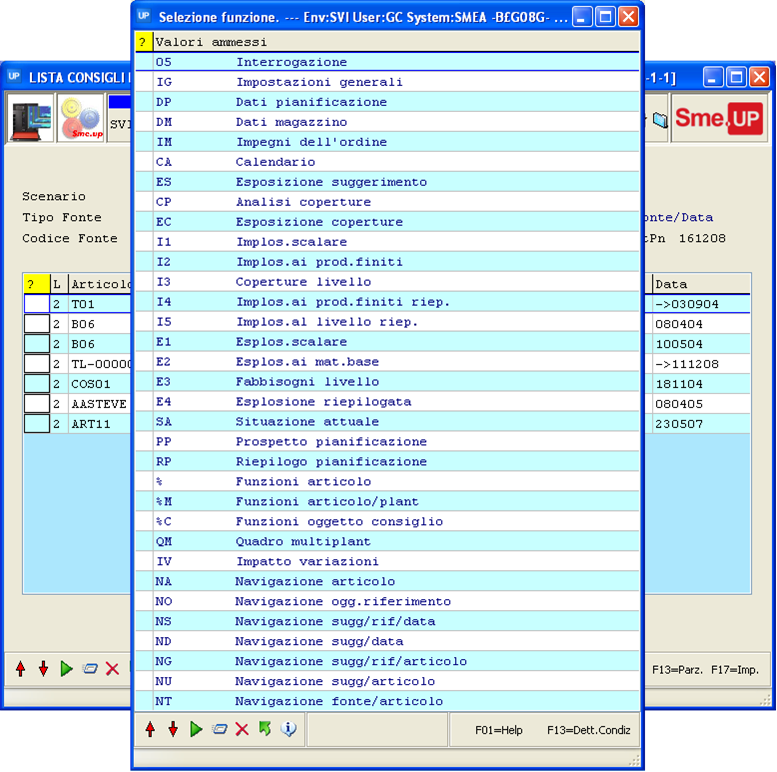 UP Selezione funzione. --- Env:SVI User:GC System:SMEA -B£G08G- ...
? Valori ammessi
05 Interrogazione
IG Impostazioni generali
DP Dati pianificazione
DM Dati magazzino
IM Impegni dell'ordine
CA Calendario
ES Esposizione suggerimento
CP Analisi coperture
EC Esposizione coperture
I1 Implos.scalare
I2 Implos.ai prod.finiti
I3 Coperture livello
I4 Implos.ai prod.finiti riep.
I5 Implos.al livello riep.
E1 Esplos.scalare
E2 Esplos.ai mat.base
E3 Fabbisogni livello
E4 Esplosione riepilogata
SA Situazione attuale
PP Prospetto pianificazione
RP Riepilogo pianificazione
% Funzioni articolo
%M Funzioni articolo/plant
%C Funzioni oggetto consiglio
QM Quadro multiplant
IV Impatto variazioni
NA Navigazione articolo
NO Navigazione ogg.riferimento
NS Navigazione sugg/rif/data
ND Navigazione sugg/data
NG Navigazione sugg/rif/articolo
NU Navigazione sugg/articolo
NT Navigazione fonte/articolo
F01=Help F13=Dett.Condiz
UP LISTA CONSIGLI
-1-1]
Sme.up
SVI
Sme.UP
Scenario
Tipo Fonte
onte/Data
Codice Fonte
tPn 161208
? L Articolo Data
2 T01 ->030904
2 B06 080404
2 B06 100504
2 TL-00000 ->111208
2 COS01 181104
2 AASTEVE 080405
2 ART11 230507
F13=Parz. F17=Imp.